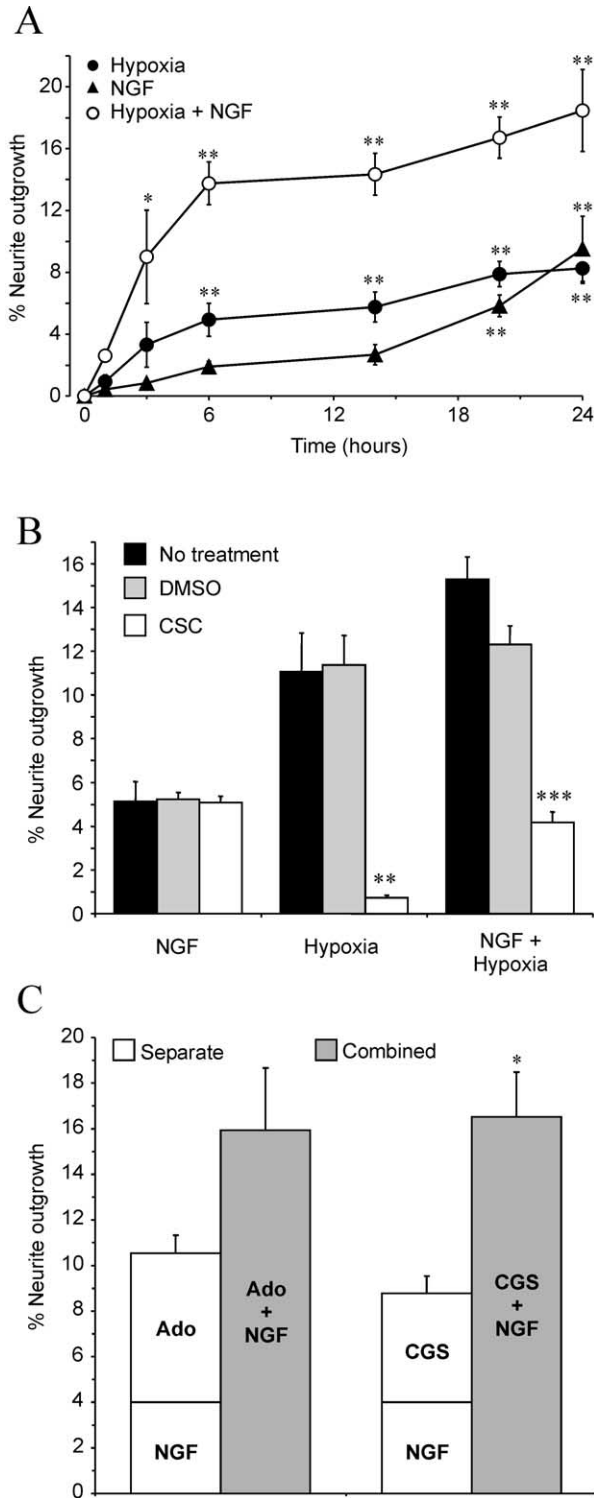 A
Hypoxia
NGF
Hypoxia + NGF
% Neurite outgrowth
20
16
12
8
4
0
* ** ** ** **
** ** ** **
** **
0 6 12 18 24
Time (hours)
B
No treatment
DMSO
CSC
% Neurite outgrowth
16
14
12
10
8
6
4
2
0
**
***
NGF Hypoxia NGF +
Hypoxia
C
Separate Combined
% Neurite outgrowth
20
18
16
14
12
10
8
6
4
2
0
*
Ado
NGF
Ado
+
NGF
CGS
NGF
CGS
+
NGF